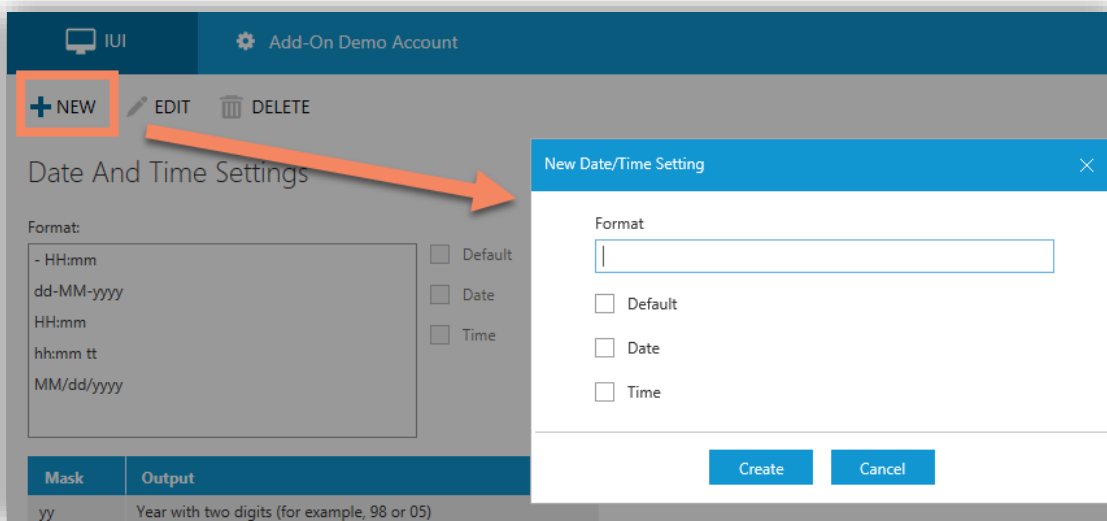 IUI
Add-On Demo Account
NEW
EDIT
DELETE
Date And Time Settings
Format:
- HH:mm
dd-MM-yyyy
HH:mm
hh:mm tt
MM/dd/yyyy
Default
Date
Time
Mask
Output
yy
Year with two digits (for example, 98 or 05)
New Date/Time Setting
Format
Default
Date
Time
Create
Cancel